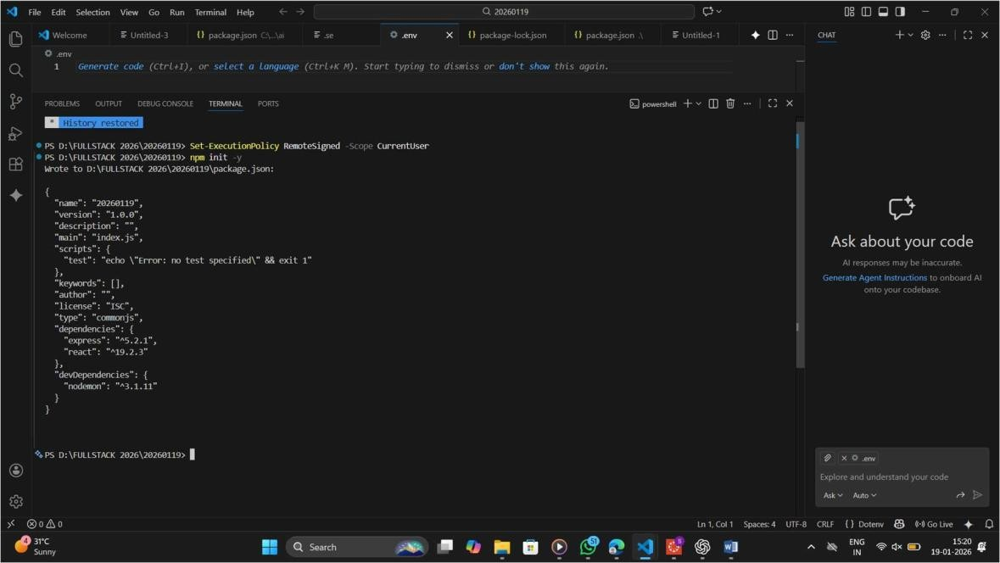 File Edit Selection View Go Run Terminal Help
20260119
Welcome
Untitled-3
{} package.json C:\...\ai
.se
.env
{} package-lock.json
{} package.json .\
Untitled-1
CHAT
.env
1 Generate code (Ctrl+I), or select a language (Ctrl+K M). Start typing to dismiss or don't show this again.
PROBLEMS OUTPUT DEBUG CONSOLE TERMINAL PORTS
powershell
* History restored
PS D:\FULLSTACK 2026\20260119> Set-ExecutionPolicy RemoteSigned -Scope CurrentUser
PS D:\FULLSTACK 2026\20260119> npm init -y
Wrote to D:\FULLSTACK 2026\20260119\package.json:
{
"name": "20260119",
"version": "1.0.0",
"description": "",
"main": "index.js",
"scripts": {
"test": "echo \"Error: no test specified\" && exit 1"
},
"keywords": [],
"author": "",
"license": "ISC",
"type": "commonjs",
"dependencies": {
"express": "^5.2.1",
"react": "^19.2.3"
},
"devDependencies": {
"nodemon": "^3.1.11"
}
}
PS D:\FULLSTACK 2026\20260119>
Ask about your code
AI responses may be inaccurate.
Generate Agent Instructions to onboard AI
onto your codebase.
.env
Explore and understand your code
Ask Auto
0 0
Ln 1, Col 1 Spaces: 4 UTF-8 CRLF {} Dotenv Go Live
4
31°C
Sunny
Search
51
5
ENG
IN
15:20
19-01-2026